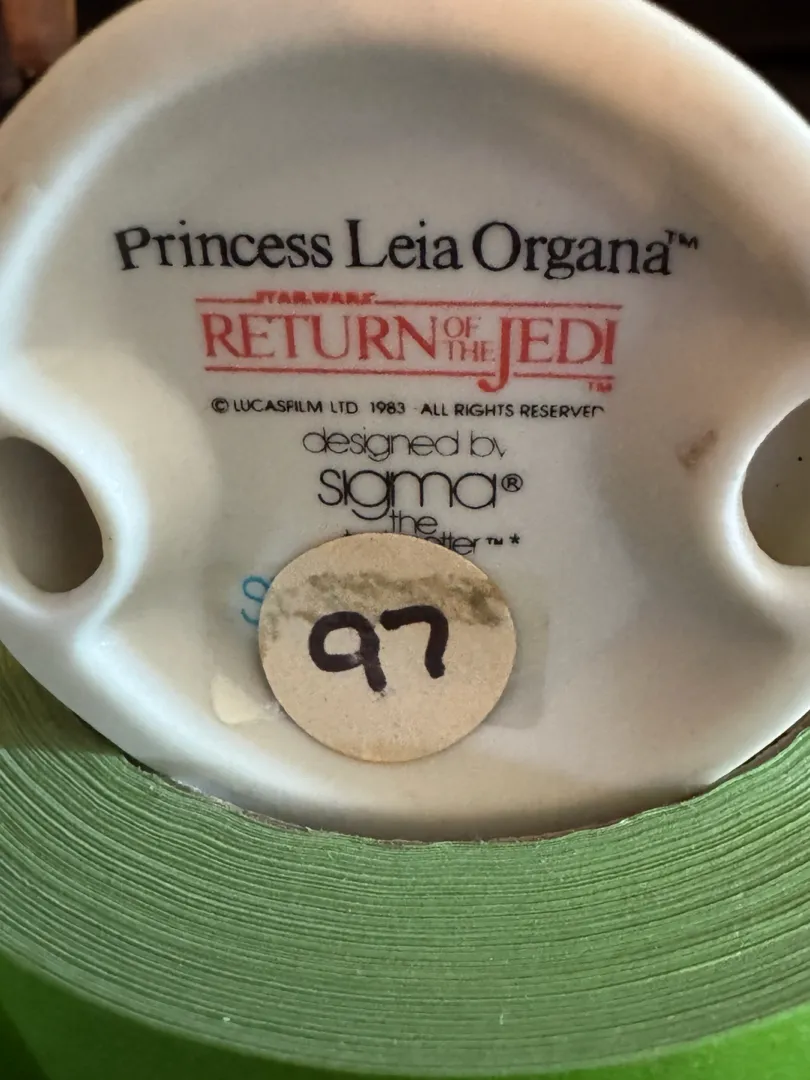 Princess Leia Organa™
STAR WARS
RETURN OF THE JEDI
™
© LUCASFILM LTD 1983 · ALL RIGHTS RESERVED
designed by
sigma®
the
™ *
97